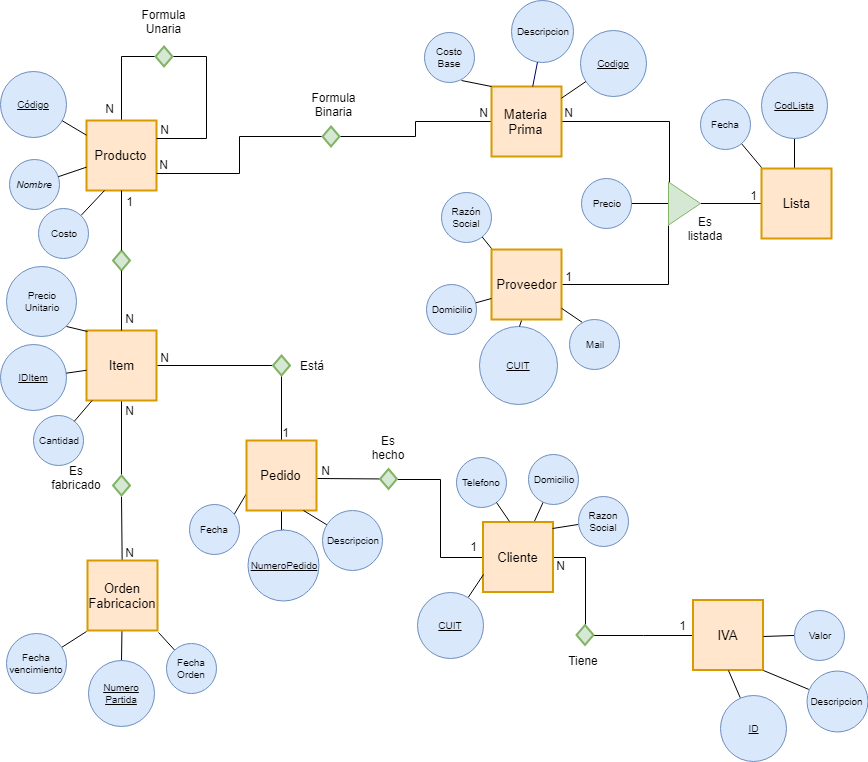 Formula
Unaria
N
N
N
Código
Producto
Nombre
Costo
1
Formula
Binaria
Costo
Base
Descripcion
Codigo
N
Materia
Prima
N
Fecha
CodLista
Precio
1
Lista
Es
listada
Razón
Social
Proveedor
1
Domicilio
CUIT
Mail
Precio
Unitario
N
IDItem
Item
N
Está
Cantidad
N
Es
fabricado
1
Pedido
N
Es
hecho
Fecha
NumeroPedido
Descripcion
Telefono
Domicilio
Razon
Social
1
Cliente
N
CUIT
N
Orden
Fabricacion
Fecha
vencimiento
Numero
Partida
Fecha
Orden
Tiene
1
IVA
Valor
Descripcion
ID